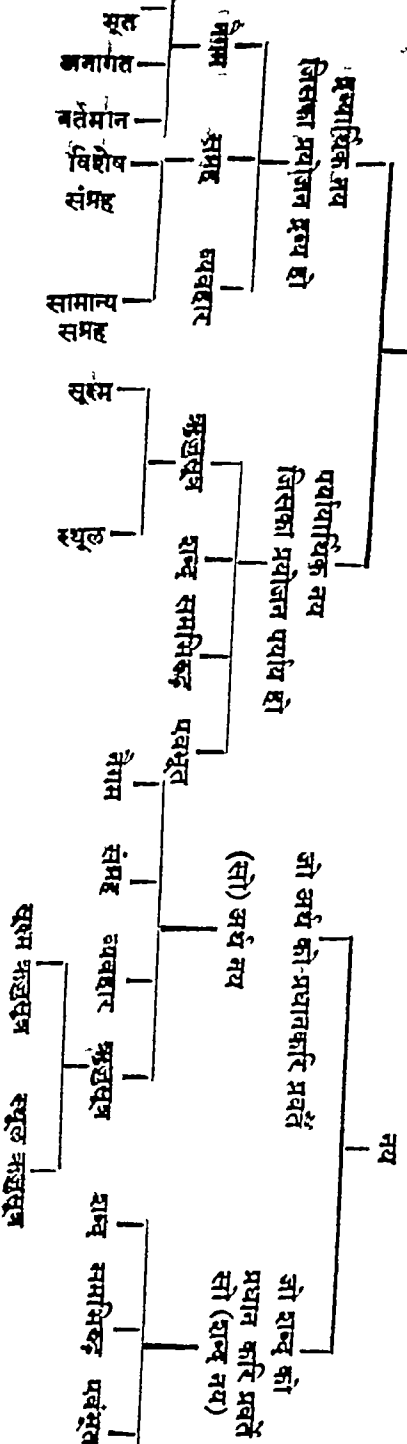 द्रव्यार्थिक नय
जिसका प्रयोजन द्रव्य हो
नैगम
संग्रह
व्यवहार
भूत
अनागत
वर्तमान
विशेष
संग्रह
सामान्य
संग्रह
पर्यायार्थिक नय
जिसका प्रयोजन पर्याय हो
ऋजुसूत्र
शब्द
समभिरूढ़
एवंभूत
सूक्ष्म
स्थूल
नय
जो अर्थ को प्रधानकरि प्रवर्तें
(सो) अर्थ नय
नैगम
संग्रह
व्यवहार
ऋजुसूत्र
सूक्ष्म ऋजुसूत्र
स्थूल ऋजुसूत्र
जो शब्द को
प्रधान करि प्रवर्तें
सो (शब्द नय)
शब्द
समभिरूढ़
एवंभूत